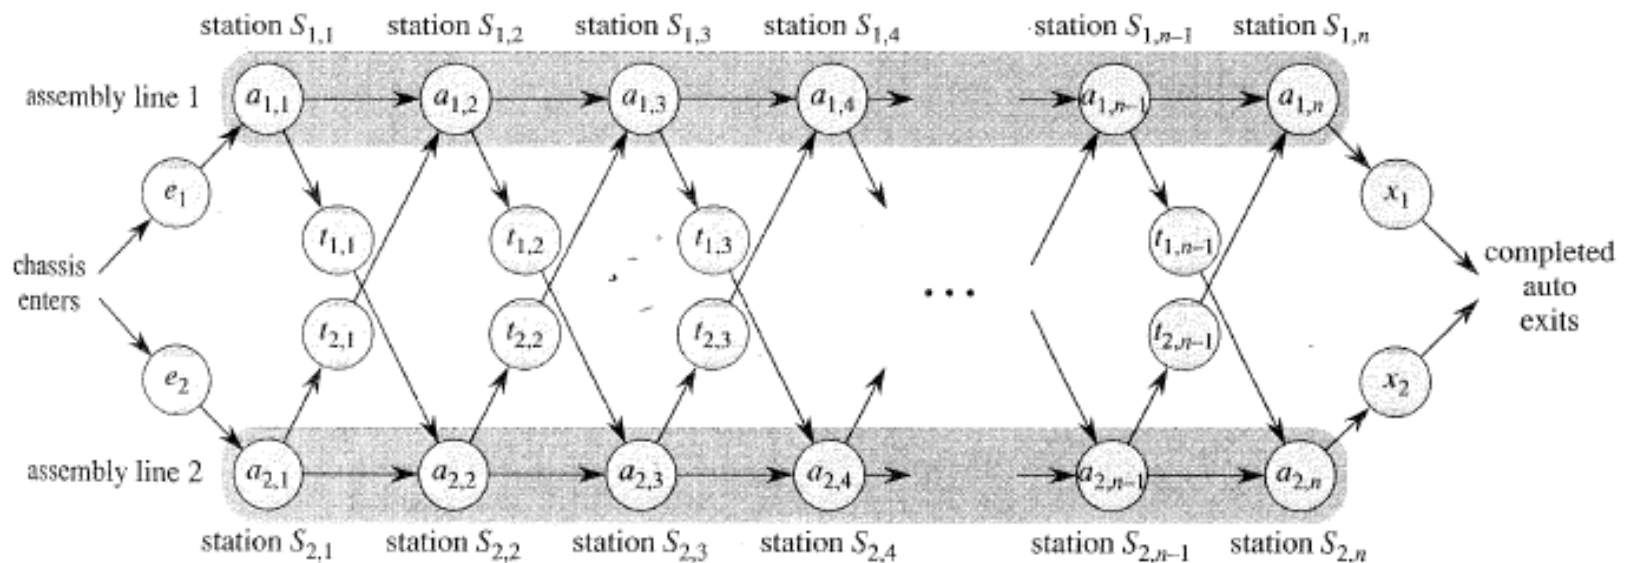 station S1,1 station S1,2 station S1,3 station S1,4 station S1,n–1 station S1,n
assembly line 1 a1,1 a1,2 a1,3 a1,4 a1,n–1 a1,n
e1 x1
t1,1 t1,2 t1,3 t1,n–1
chassis
enters
...
completed
auto
exits
t2,1 t2,2 t2,3 t2,n–1
e2 x2
assembly line 2 a2,1 a2,2 a2,3 a2,4 a2,n–1 a2,n
station S2,1 station S2,2 station S2,3 station S2,4 station S2,n–1 station S2,n